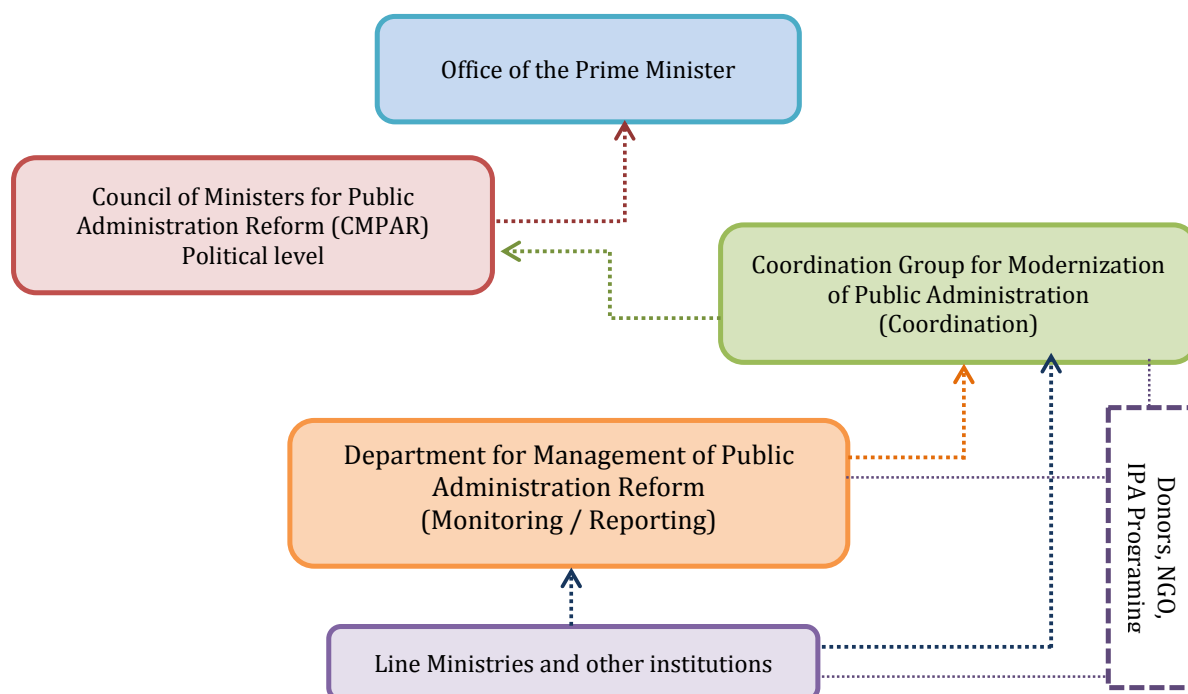 Office of the Prime Minister
Council of Ministers for Public
Administration Reform (CMPAR)
Political level
Coordination Group for Modernization
of Public Administration
(Coordination)
Department for Management of Public
Administration Reform
(Monitoring / Reporting)
Donors, NGO,
IPA Programing
Line Ministries and other institutions